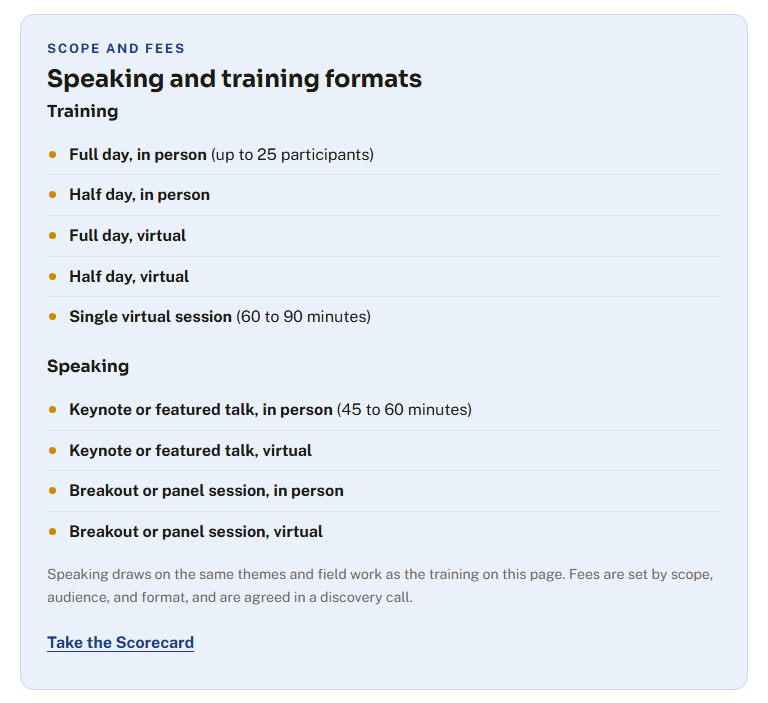 SCOPE AND FEES
Speaking and training formats
Training
Full day, in person (up to 25 participants)
Half day, in person
Full day, virtual
Half day, virtual
Single virtual session (60 to 90 minutes)
Speaking
Keynote or featured talk, in person (45 to 60 minutes)
Keynote or featured talk, virtual
Breakout or panel session, in person
Breakout or panel session, virtual
Speaking draws on the same themes and field work as the training on this page. Fees are set by scope,
audience, and format, and are agreed in a discovery call.
Take the Scorecard